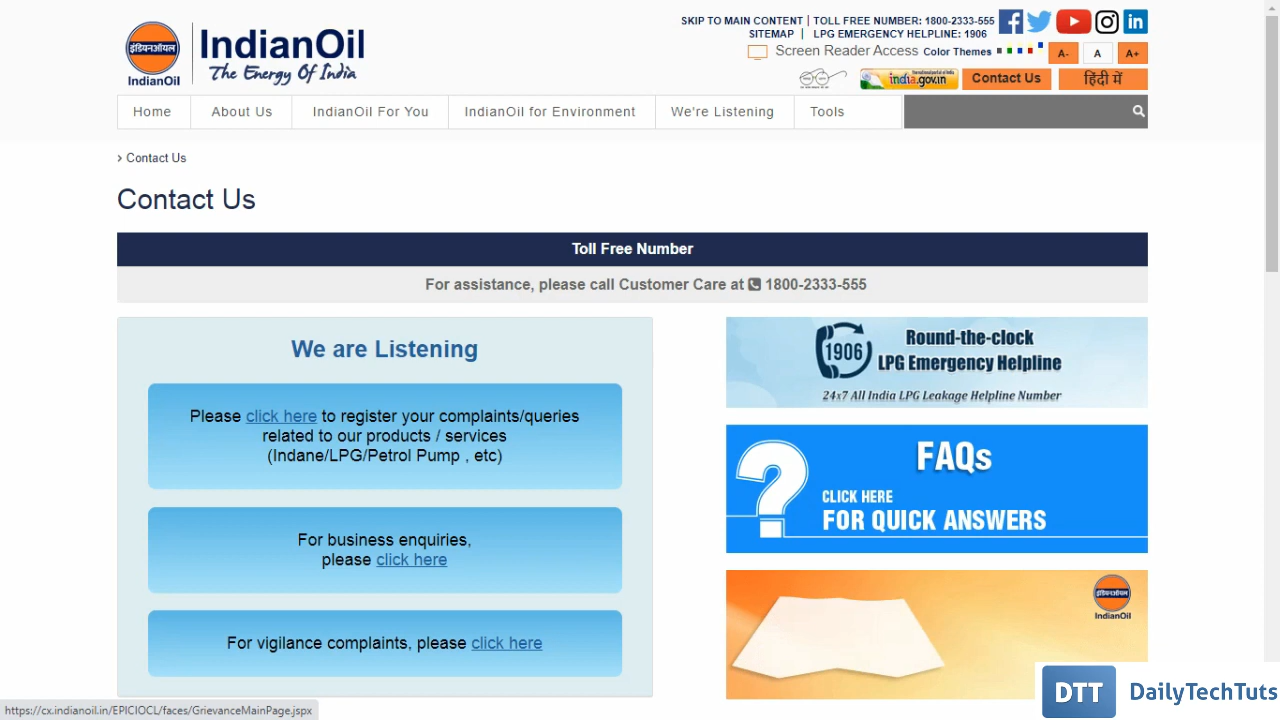 SKIP TO MAIN CONTENT | TOLL FREE NUMBER: 1800-2333-555
SITEMAP | LPG EMERGENCY HELPLINE: 1906
इंडियनऑयल
IndianOil
IndianOil
The Energy Of India
Screen Reader Access Color Themes A- A A+
india.gov.in Contact Us हिंदी में
Home About Us IndianOil For You IndianOil for Environment We're Listening Tools
› Contact Us
Contact Us
Toll Free Number
For assistance, please call Customer Care at 1800-2333-555
We are Listening
Please click here to register your complaints/queries
related to our products / services
(Indane/LPG/Petrol Pump , etc)
For business enquiries,
please click here
For vigilance complaints, please click here
1906
Round-the-clock
LPG Emergency Helpline
24x7 All India LPG Leakage Helpline Number
FAQs
CLICK HERE
FOR QUICK ANSWERS
इंडियनऑयल
IndianOil
DTT DailyTechTuts
https://cx.indianoil.in/EPICIOCL/faces/GrievanceMainPage.jspx